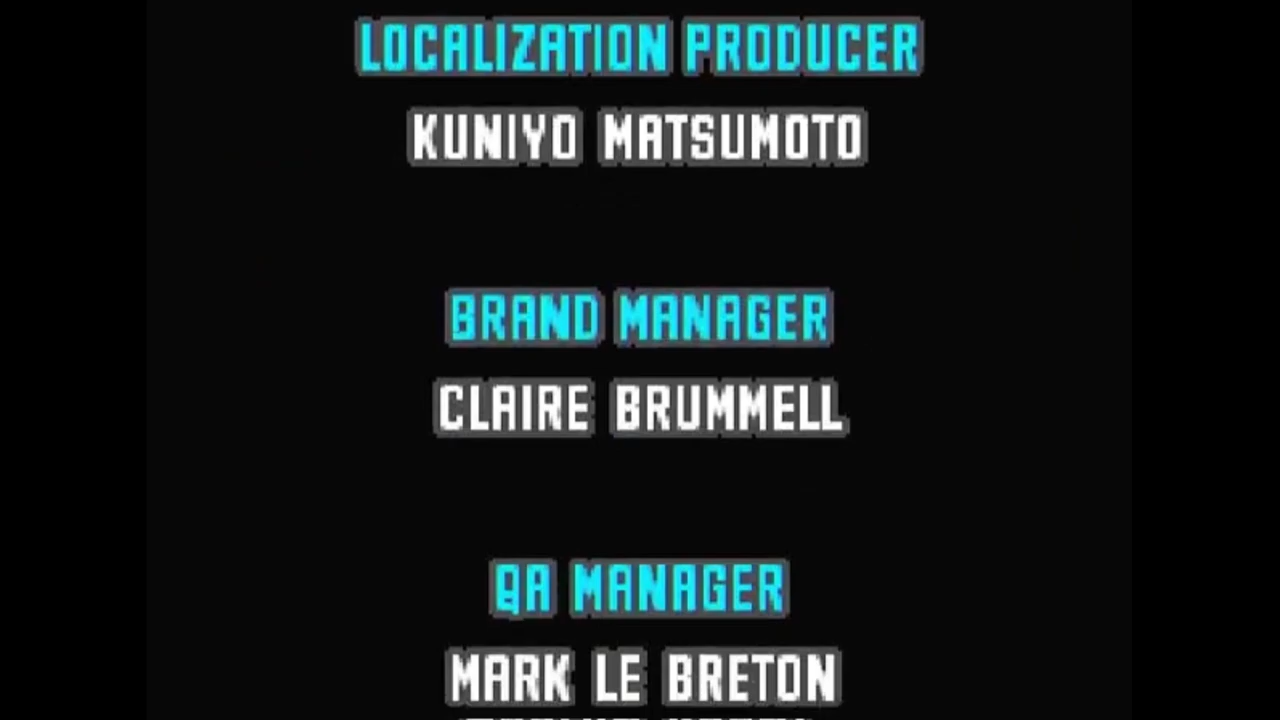 LOCALIZATION PRODUCER
KUNIYO MATSUMOTO
BRAND MANAGER
CLAIRE BRUMMELL
QA MANAGER
MARK LE BRETON